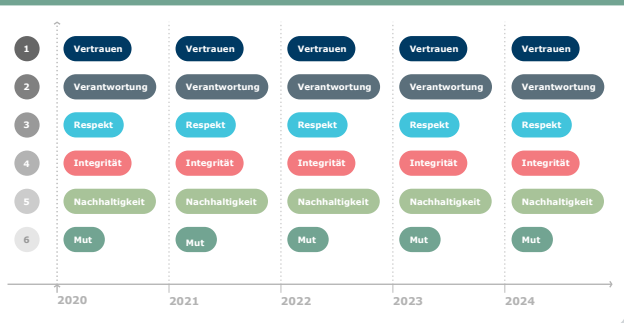 1 Vertrauen Vertrauen Vertrauen Vertrauen Vertrauen
2 Verantwortung Verantwortung Verantwortung Verantwortung Verantwortung
3 Respekt Respekt Respekt Respekt Respekt
4 Integrität Integrität Integrität Integrität Integrität
5 Nachhaltigkeit Nachhaltigkeit Nachhaltigkeit Nachhaltigkeit Nachhaltigkeit
6 Mut Mut Mut Mut Mut
2020 2021 2022 2023 2024